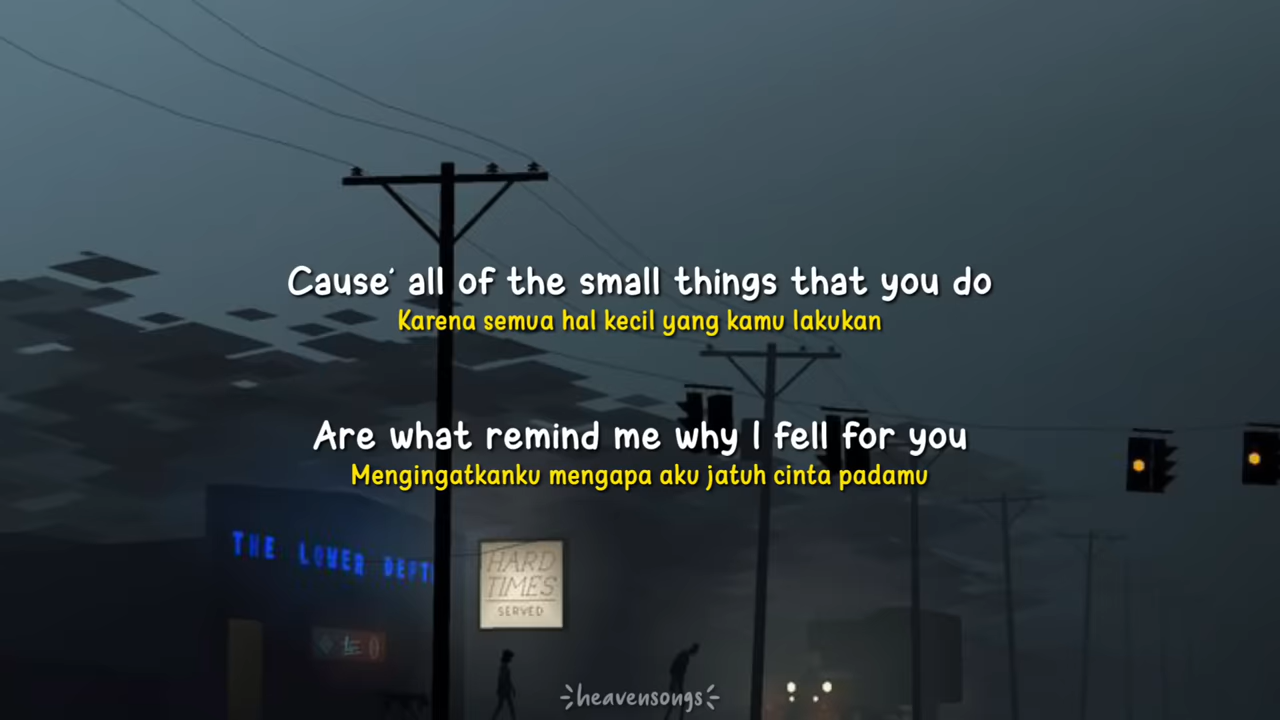 Cause' all of the small things that you do
Karena semua hal kecil yang kamu lakukan
Are what remind me why I fell for you
Mengingatkanku mengapa aku jatuh cinta padamu
THE LOWER DEPT
HARD
TIMES
SERVED
heavensongs